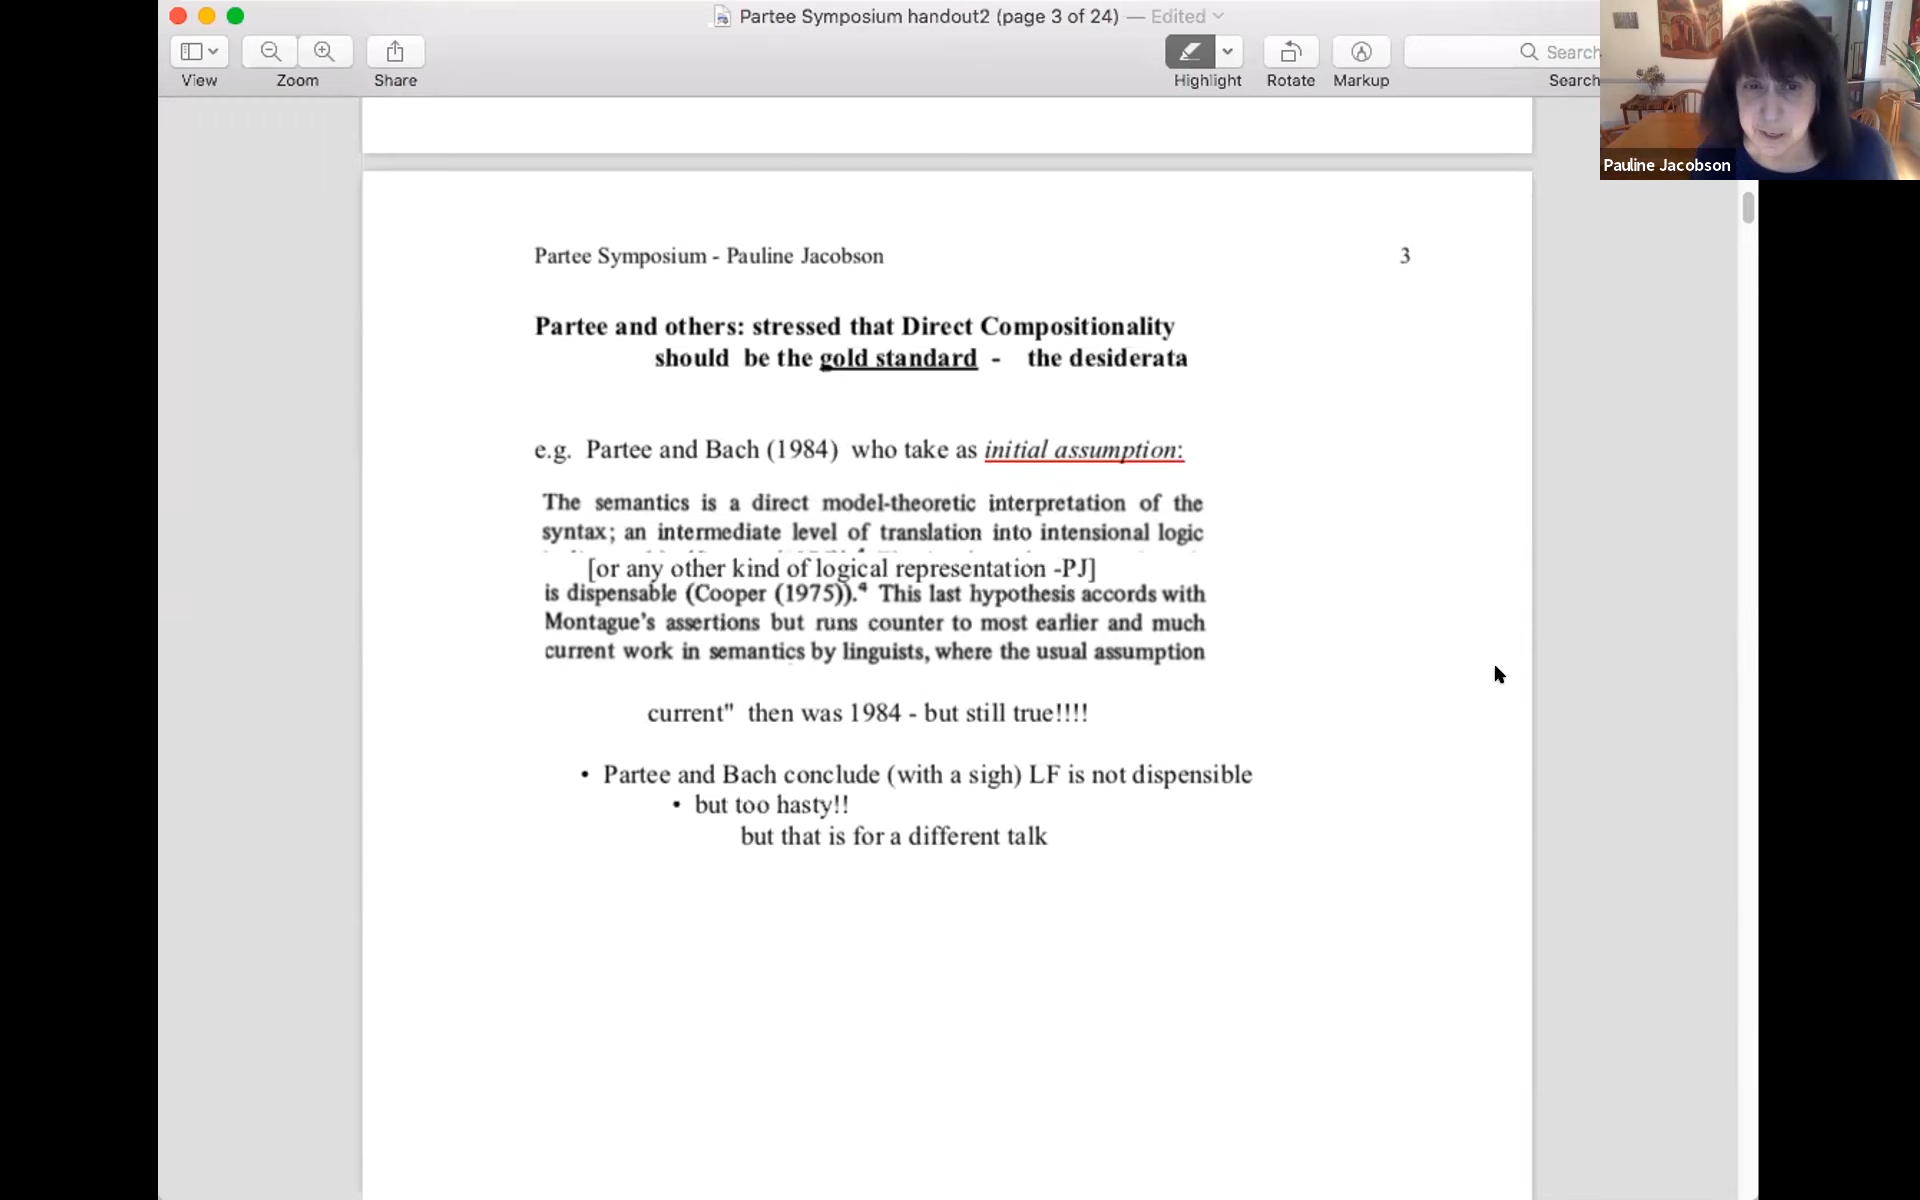 Partee Symposium handout2 (page 3 of 24) — Edited
View
Zoom
Share
Highlight
Rotate
Markup
Search
Search
Pauline Jacobson
Partee Symposium - Pauline Jacobson 3
Partee and others: stressed that Direct Compositionality
should be the gold standard - the desiderata
e.g. Partee and Bach (1984) who take as initial assumption:
The semantics is a direct model-theoretic interpretation of the
syntax; an intermediate level of translation into intensional logic
[or any other kind of logical representation -PJ]
is dispensable (Cooper (1975)).⁴ This last hypothesis accords with
Montague's assertions but runs counter to most earlier and much
current work in semantics by linguists, where the usual assumption
current" then was 1984 - but still true!!!!
• Partee and Bach conclude (with a sigh) LF is not dispensible
• but too hasty!!
but that is for a different talk